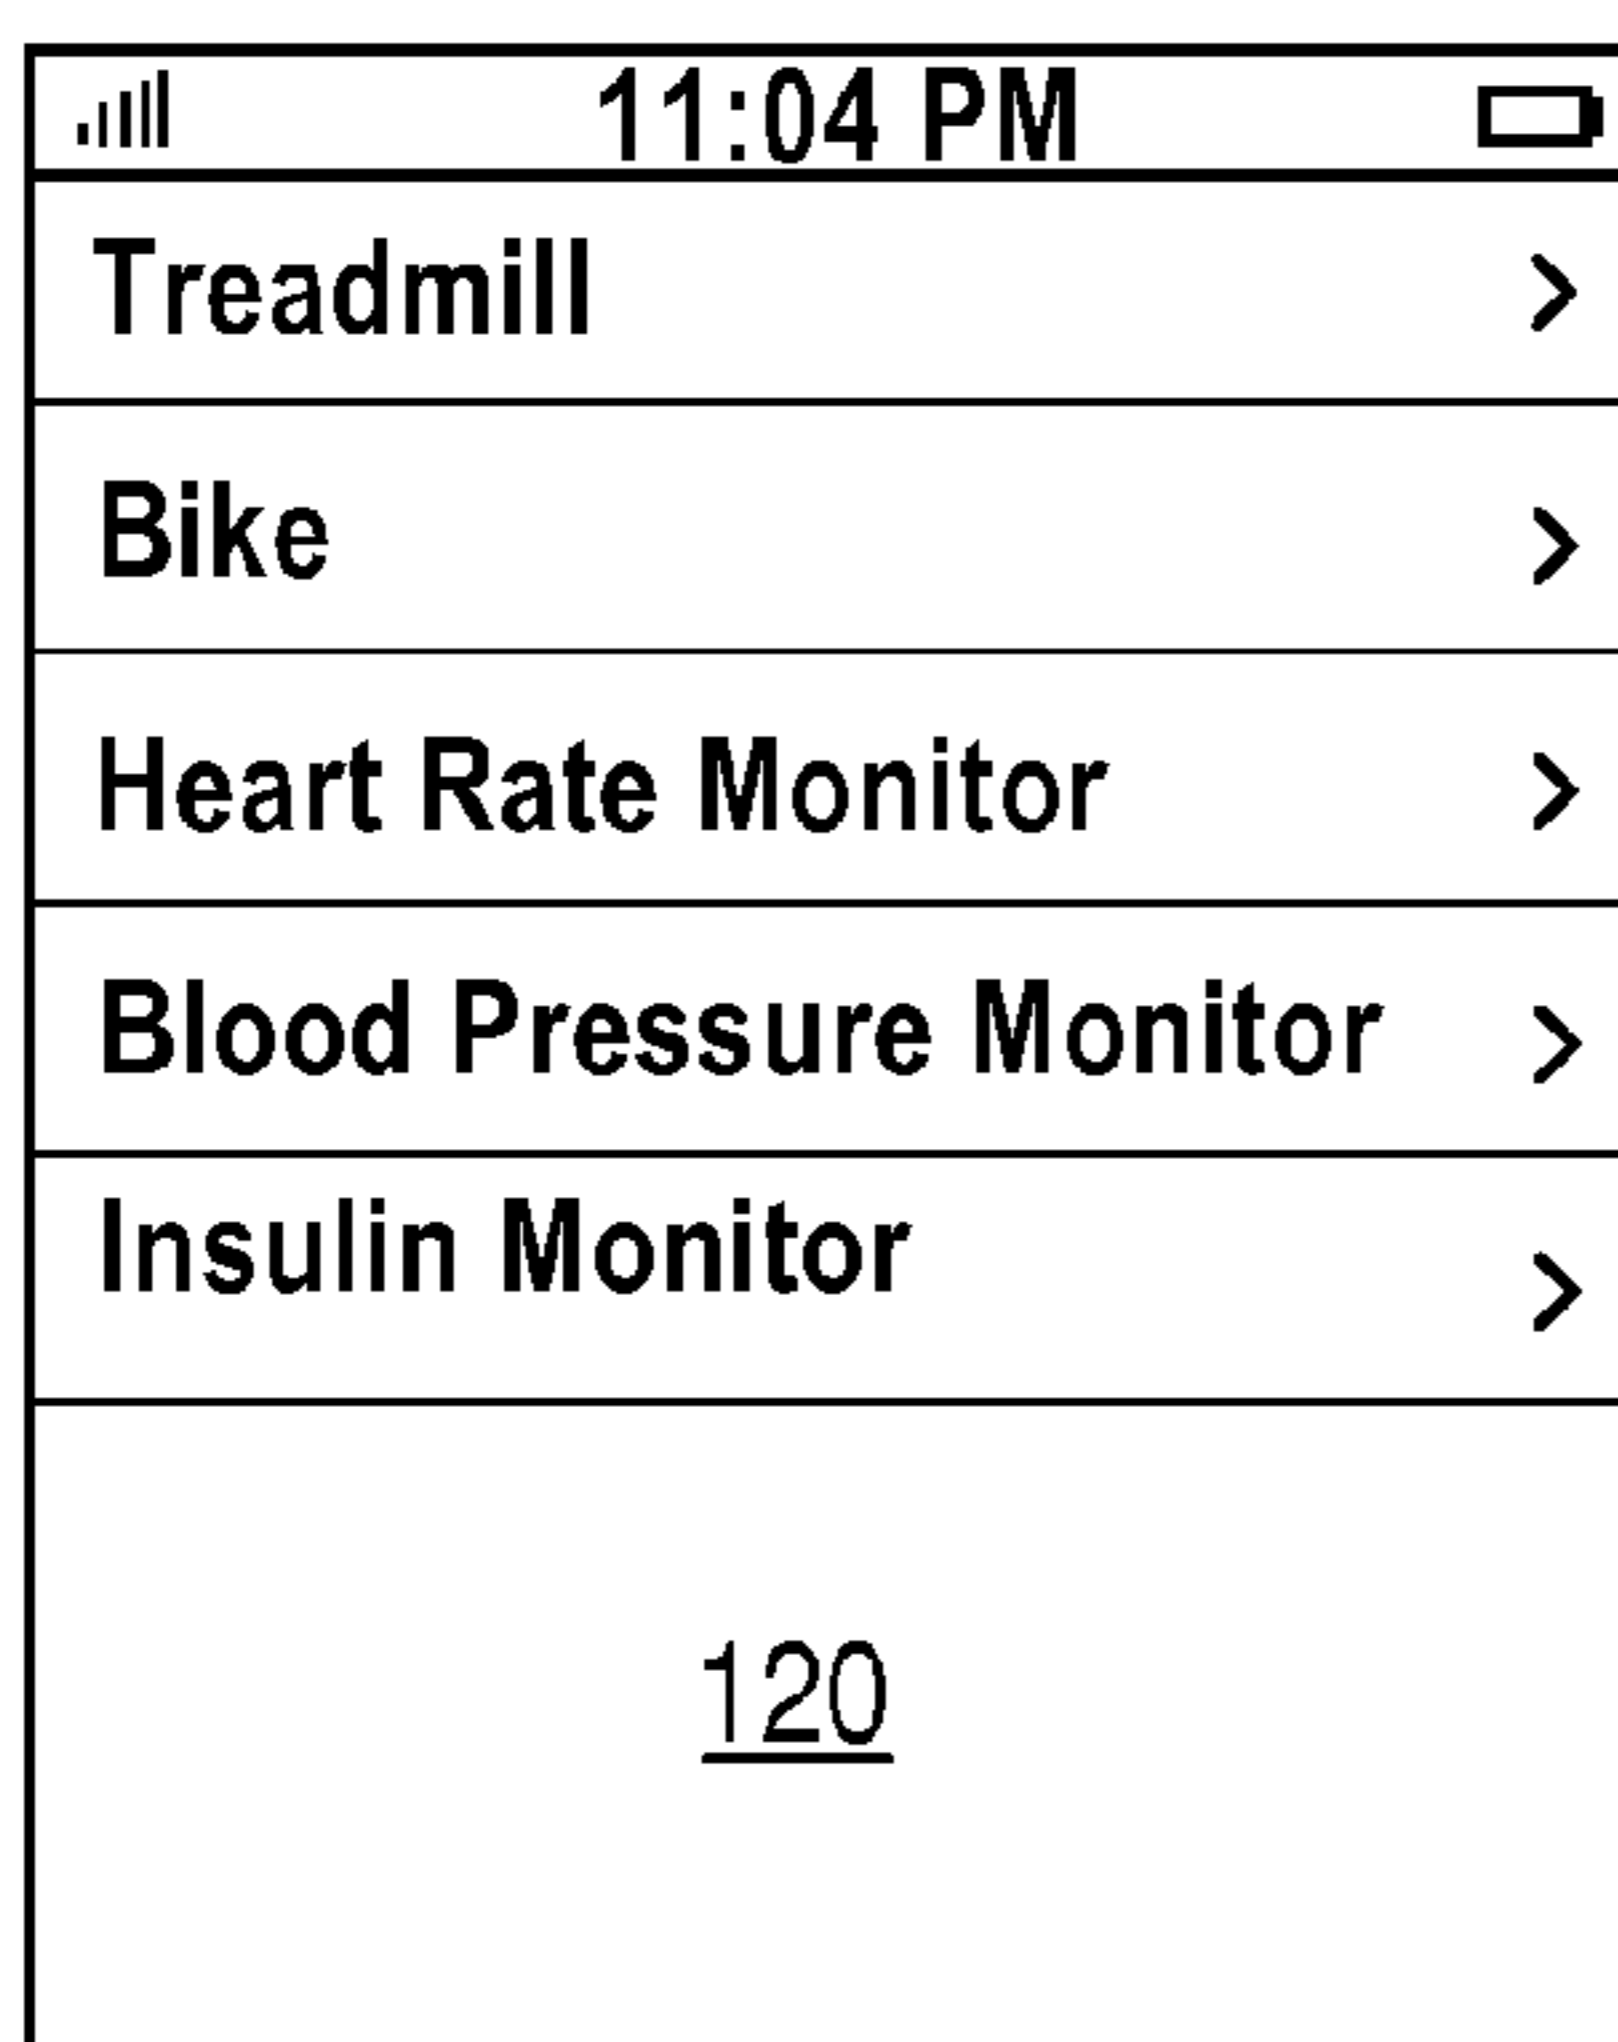 11:04 PM
Treadmill
Bike
Heart Rate Monitor
Blood Pressure Monitor
Insulin Monitor
120